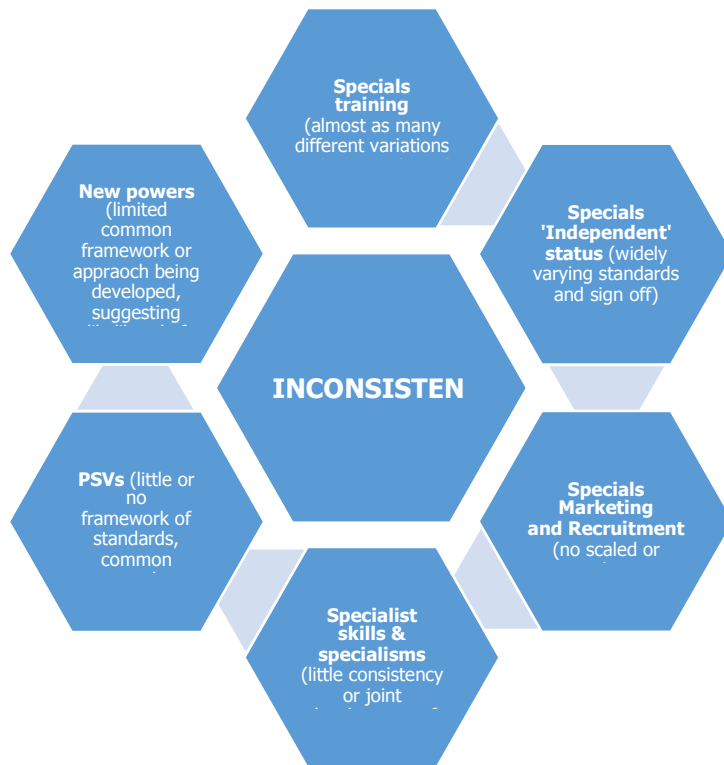 Specials
training
(almost as many
different variations
Specials
'Independent'
status (widely
varying standards
and sign off)
Specials
Marketing
and Recruitment
(no scaled or
Specialist
skills &
specialisms
(little consistency
or joint
PSVs (little or
no
framework of
standards,
common
New powers
(limited
common
framework or
appraoch being
developed,
suggesting
INCONSISTEN